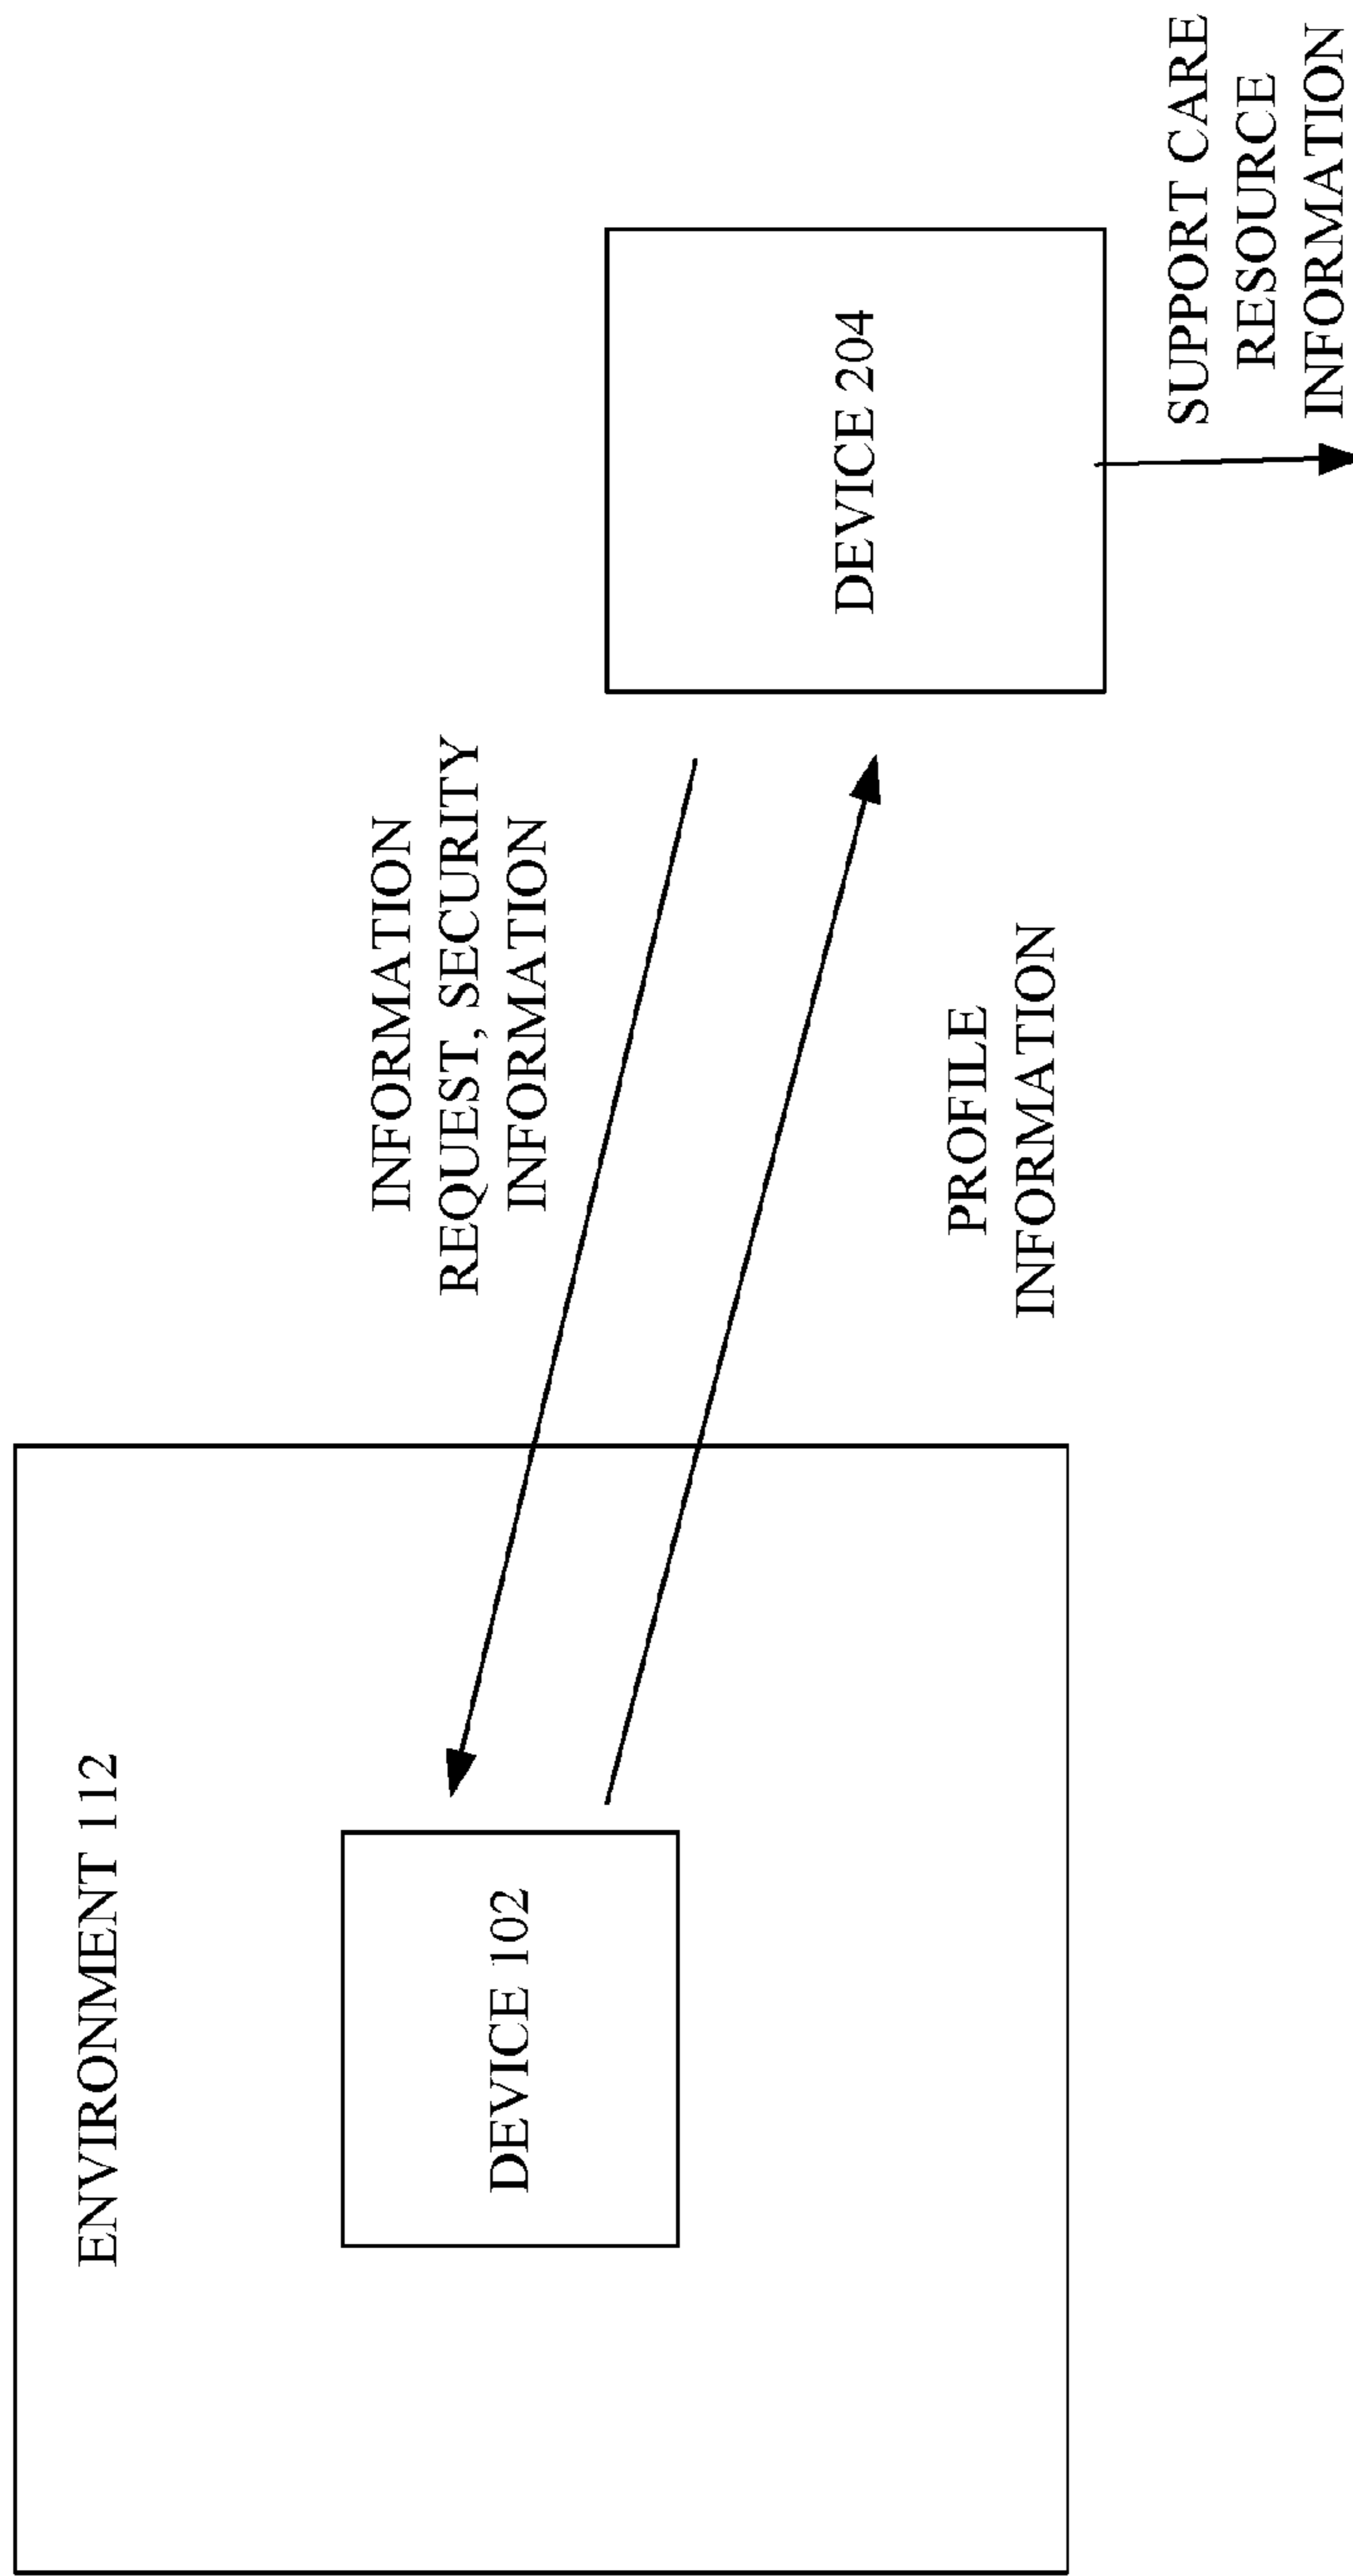 ENVIRONMENT 112
DEVICE 102
INFORMATION
REQUEST, SECURITY
INFORMATION
PROFILE
INFORMATION
DEVICE 204
SUPPORT CARE
RESOURCE
INFORMATION